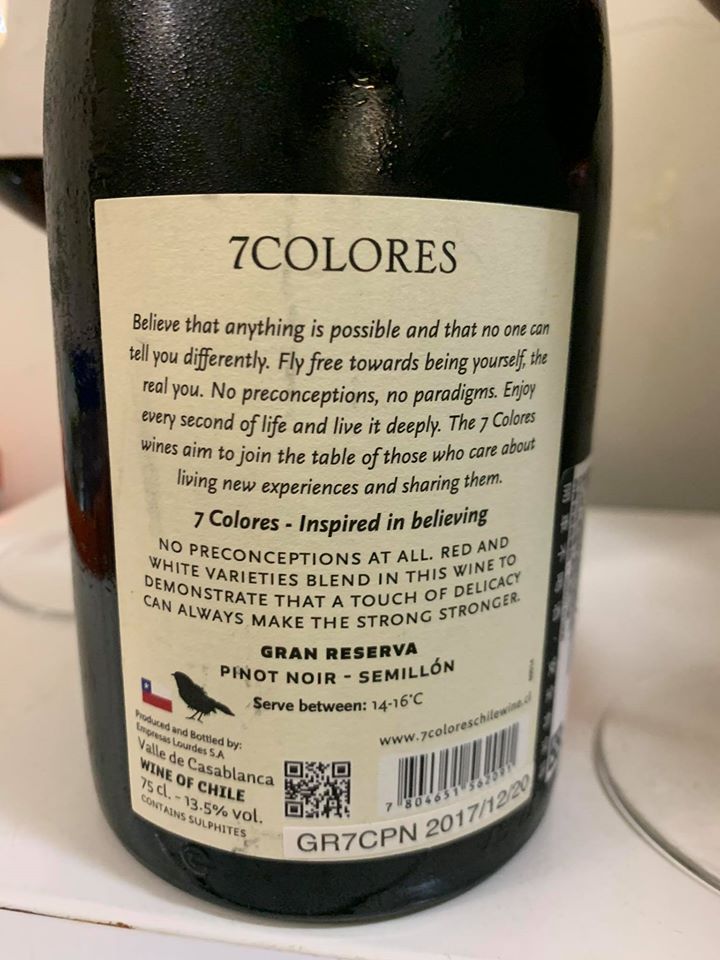 7COLORES
Believe that anything is possible and that no one can
tell you differently. Fly free towards being yourself, the
real you. No preconceptions, no paradigms. Enjoy
every second of life and live it deeply. The 7 Colores
wines aim to join the table of those who care about
living new experiences and sharing them.
7 Colores - Inspired in believing
NO PRECONCEPTIONS AT ALL. RED AND
WHITE VARIETIES BLEND IN THIS WINE TO
DEMONSTRATE THAT A TOUCH OF DELICACY
CAN ALWAYS MAKE THE STRONG STRONGER.
GRAN RESERVA
PINOT NOIR - SEMILLÓN
Serve between: 14-16°C
Produced and Bottled by:
Empresas Lourdes S.A
Valle de Casablanca
WINE OF CHILE
75 cl. - 13.5% vol.
CONTAINS SULPHITES
www.7coloreschilewine.cl
7 804651 562091
GR7CPN 2017/12/20